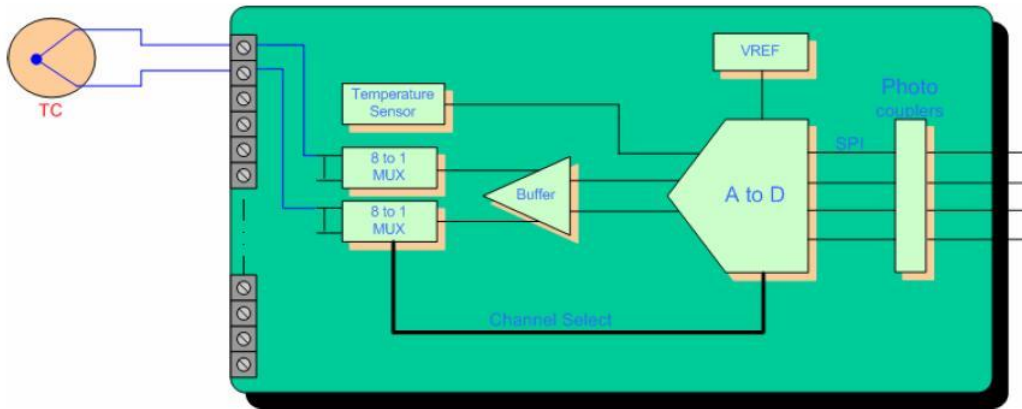 TC
VREF
Temperature
Sensor
Photo
couplers
8 to 1
MUX
SPI
8 to 1
MUX
Buffer
A to D
Channel Select